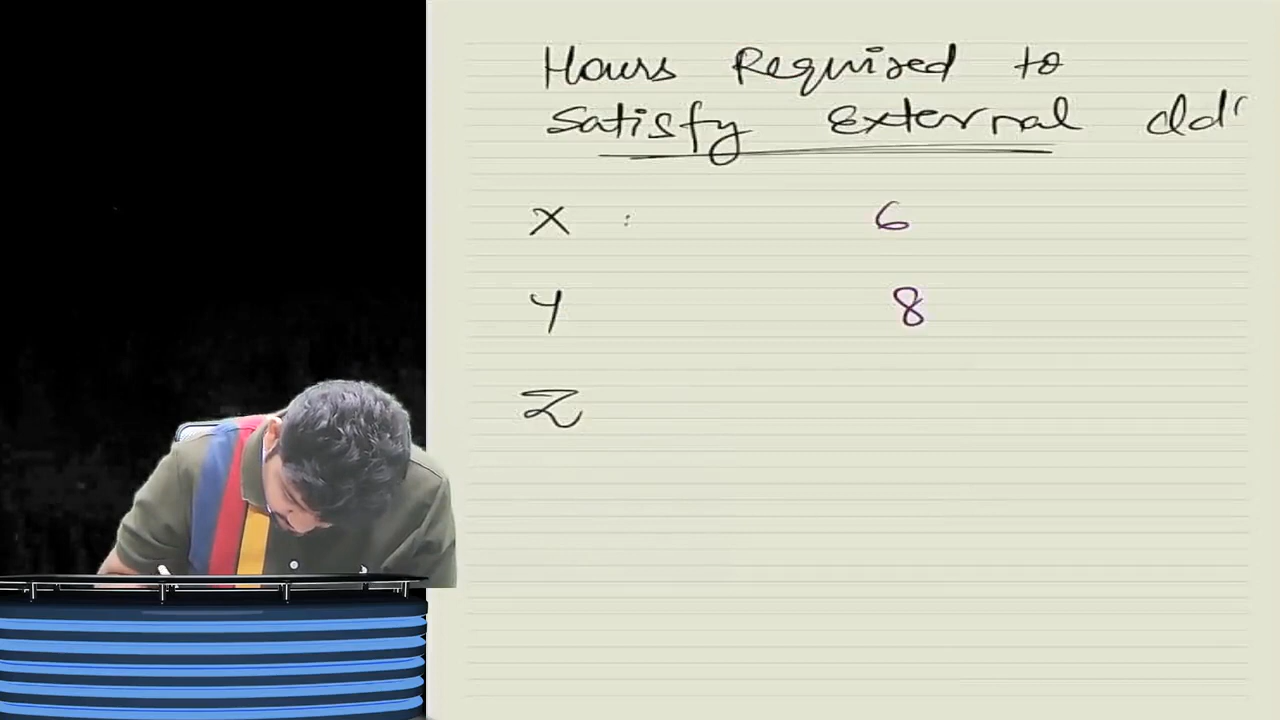 Hours Required to
Satisfy External dd
X : 6
Y 8
Z